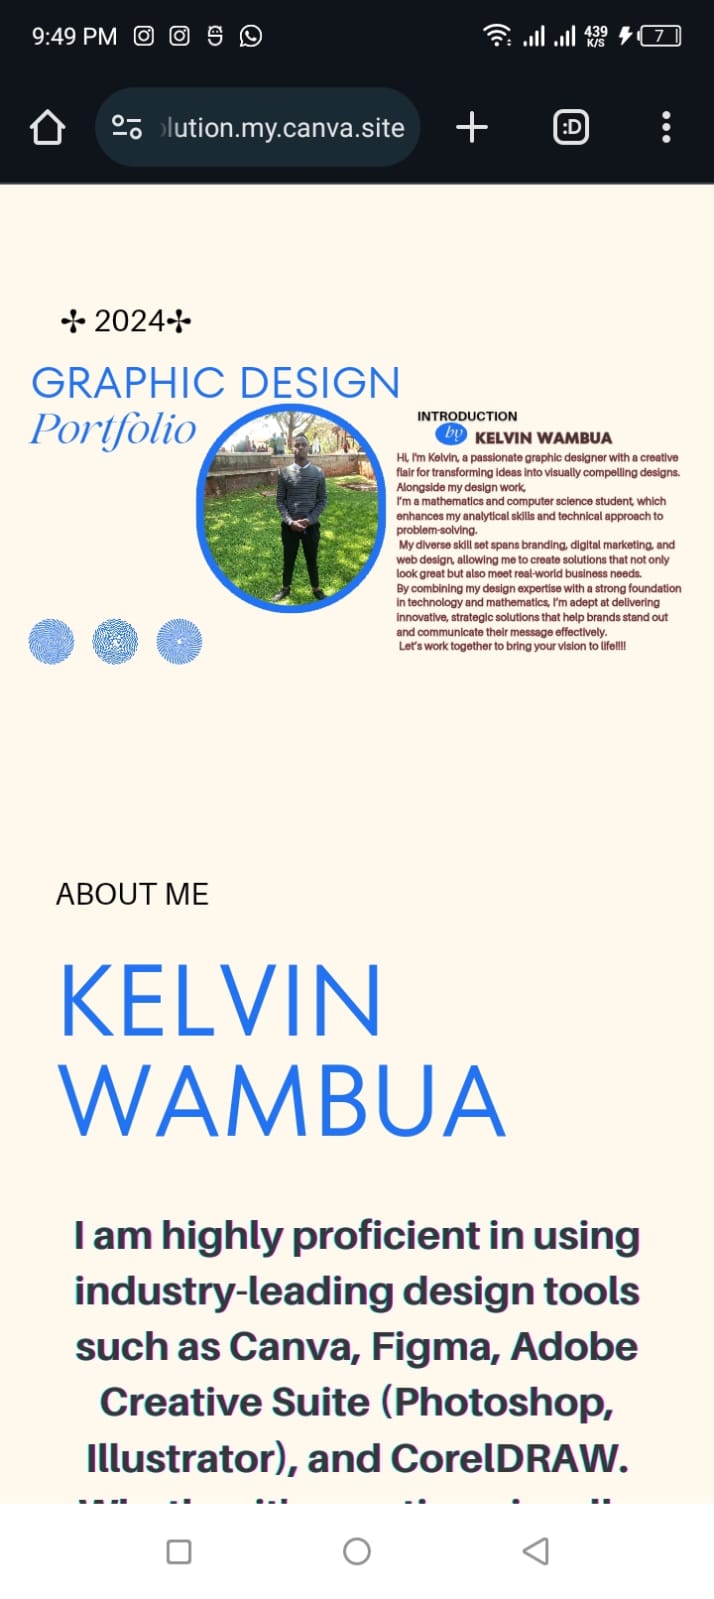 9:49 PM
439
K/S
7
lution.my.canva.site
:D
2024
GRAPHIC DESIGN
Portfolio
INTRODUCTION
by KELVIN WAMBUA
Hi, I'm Kelvin, a passionate graphic designer with a creative
flair for transforming ideas into visually compelling designs.
Alongside my design work,
I'm a mathematics and computer science student, which
enhances my analytical skills and technical approach to
problem-solving.
My diverse skill set spans branding, digital marketing, and
web design, allowing me to create solutions that not only
look great but also meet real-world business needs.
By combining my design expertise with a strong foundation
in technology and mathematics, I'm adept at delivering
innovative, strategic solutions that help brands stand out
and communicate their message effectively.
Let's work together to bring your vision to life!!!!
ABOUT ME
KELVIN
WAMBUA
I am highly proficient in using
industry-leading design tools
such as Canva, Figma, Adobe
Creative Suite (Photoshop,
Illustrator), and CorelDRAW.